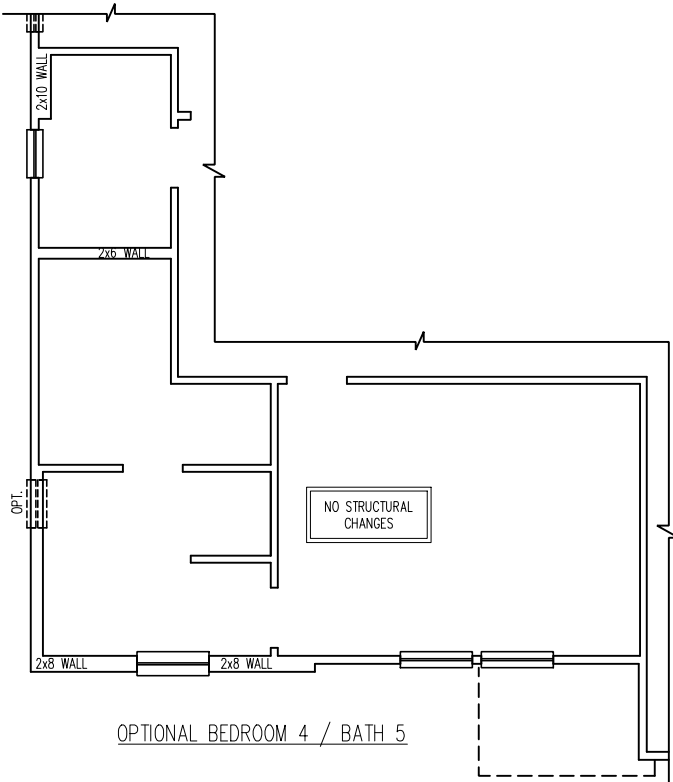 2x10 WALL
2x6 WALL
OPT.
NO STRUCTURAL
CHANGES
2x8 WALL
2x8 WALL
OPTIONAL BEDROOM 4 / BATH 5